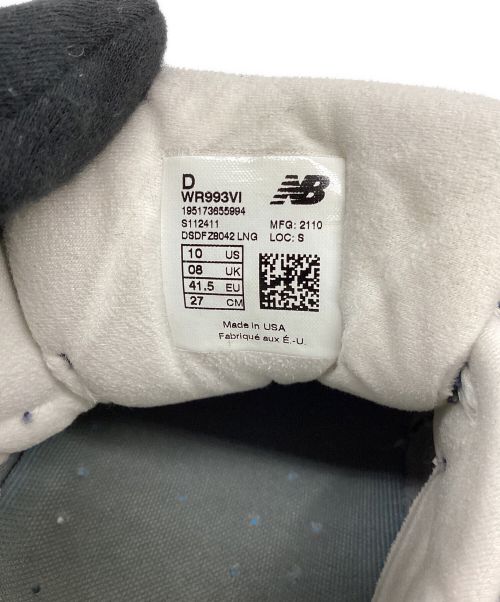 D
WR993VI
195173655994
S112411
DSDFZ8042 LNG
NB
MFG: 2110
LOC: S
10 US
08 UK
41.5 EU
27 CM
Made in USA
Fabriqué aux É.-U.